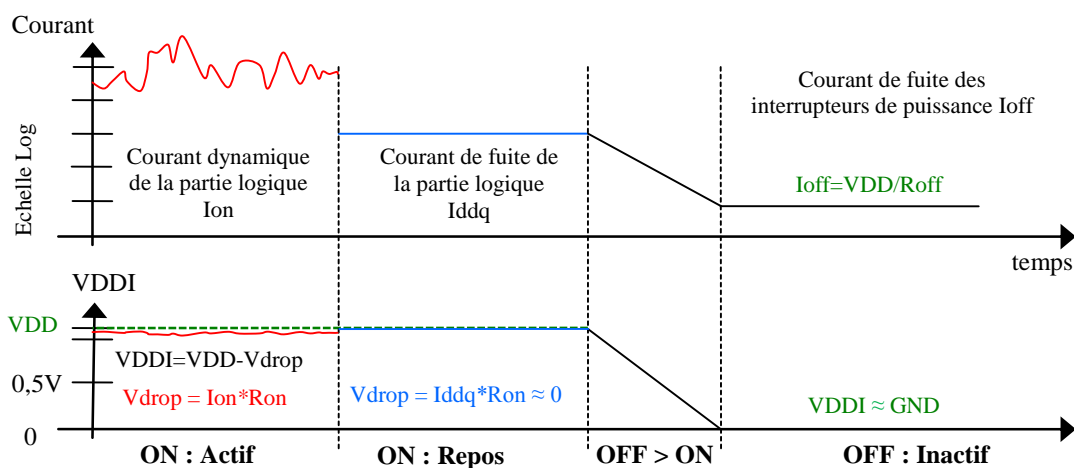 Courant
Echelle Log
Courant dynamique
de la partie logique
Ion
Courant de fuite de
la partie logique
Iddq
Courant de fuite des
interrupteurs de puissance Ioff
Ioff=VDD/Roff
temps
VDDI
VDD
0,5V
0
VDDI=VDD-Vdrop
Vdrop = Ion*Ron
Vdrop = Iddq*Ron ≈ 0
VDDI ≈ GND
ON : Actif
ON : Repos
OFF > ON
OFF : Inactif